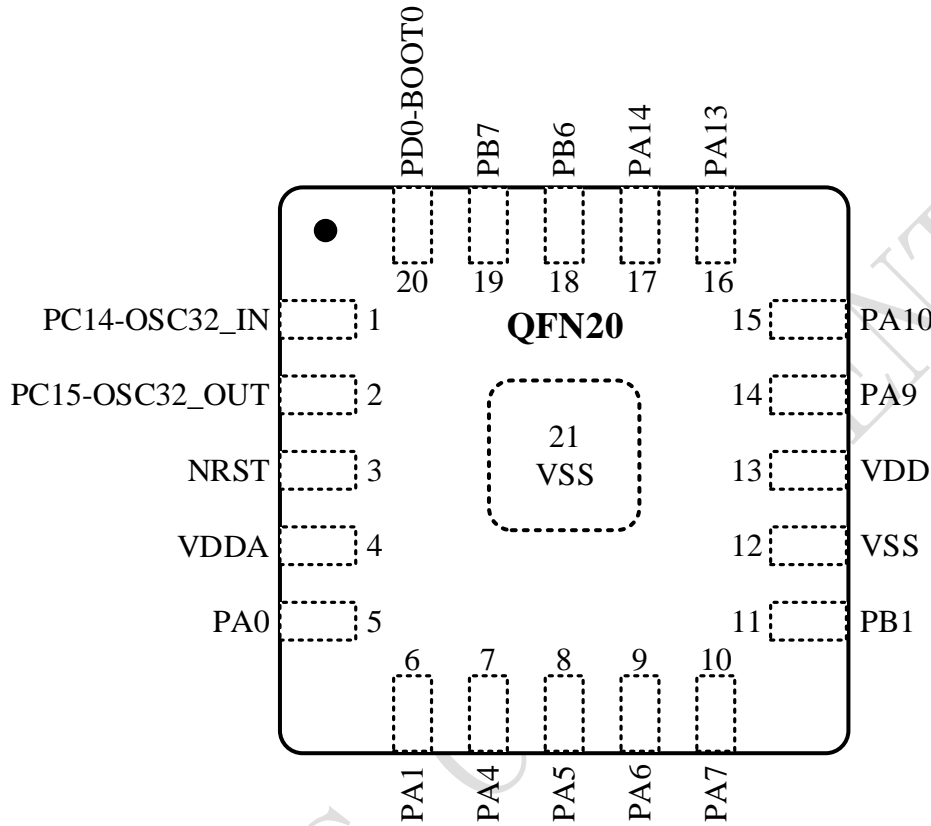 PD0-BOOT0
PB7
PB6
PA14
PA13
20
19
18
17
16
QFN20
PC14-OSC32_IN 1
PC15-OSC32_OUT 2
NRST 3
VDDA 4
PA0 5
21
VSS
15 PA10
14 PA9
13 VDD
12 VSS
11 PB1
6
7
8
9
10
PA1
PA4
PA5
PA6
PA7